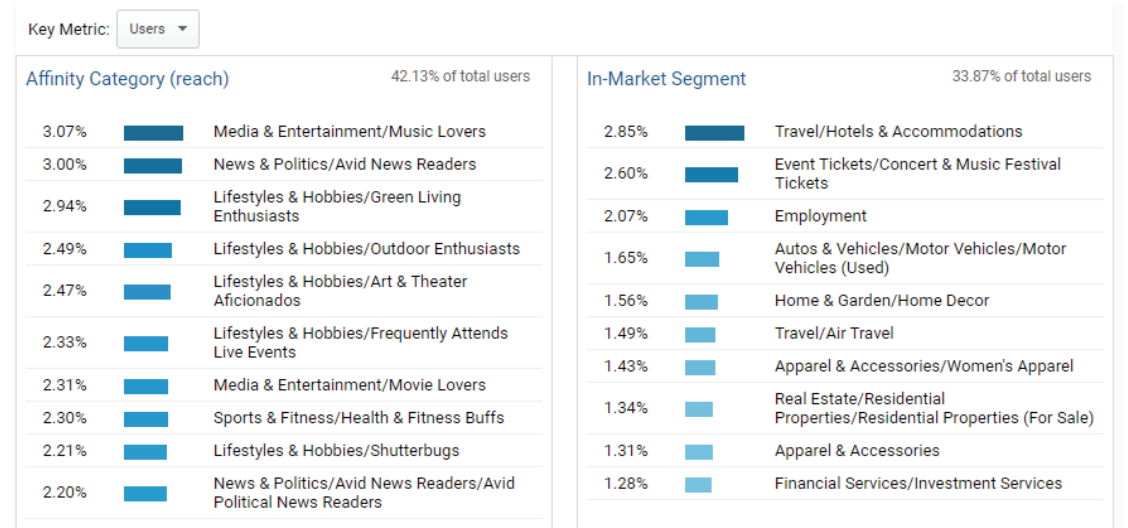 Key Metric: Users
Affinity Category (reach) 42.13% of total users
3.07% Media & Entertainment/Music Lovers
3.00% News & Politics/Avid News Readers
2.94% Lifestyles & Hobbies/Green Living
Enthusiasts
2.49% Lifestyles & Hobbies/Outdoor Enthusiasts
2.47% Lifestyles & Hobbies/Art & Theater
Aficionados
2.33% Lifestyles & Hobbies/Frequently Attends
Live Events
2.31% Media & Entertainment/Movie Lovers
2.30% Sports & Fitness/Health & Fitness Buffs
2.21% Lifestyles & Hobbies/Shutterbugs
2.20% News & Politics/Avid News Readers/Avid
Political News Readers
In-Market Segment 33.87% of total users
2.85% Travel/Hotels & Accommodations
2.60% Event Tickets/Concert & Music Festival
Tickets
2.07% Employment
1.65% Autos & Vehicles/Motor Vehicles/Motor
Vehicles (Used)
1.56% Home & Garden/Home Decor
1.49% Travel/Air Travel
1.43% Apparel & Accessories/Women's Apparel
1.34% Real Estate/Residential
Properties/Residential Properties (For Sale)
1.31% Apparel & Accessories
1.28% Financial Services/Investment Services